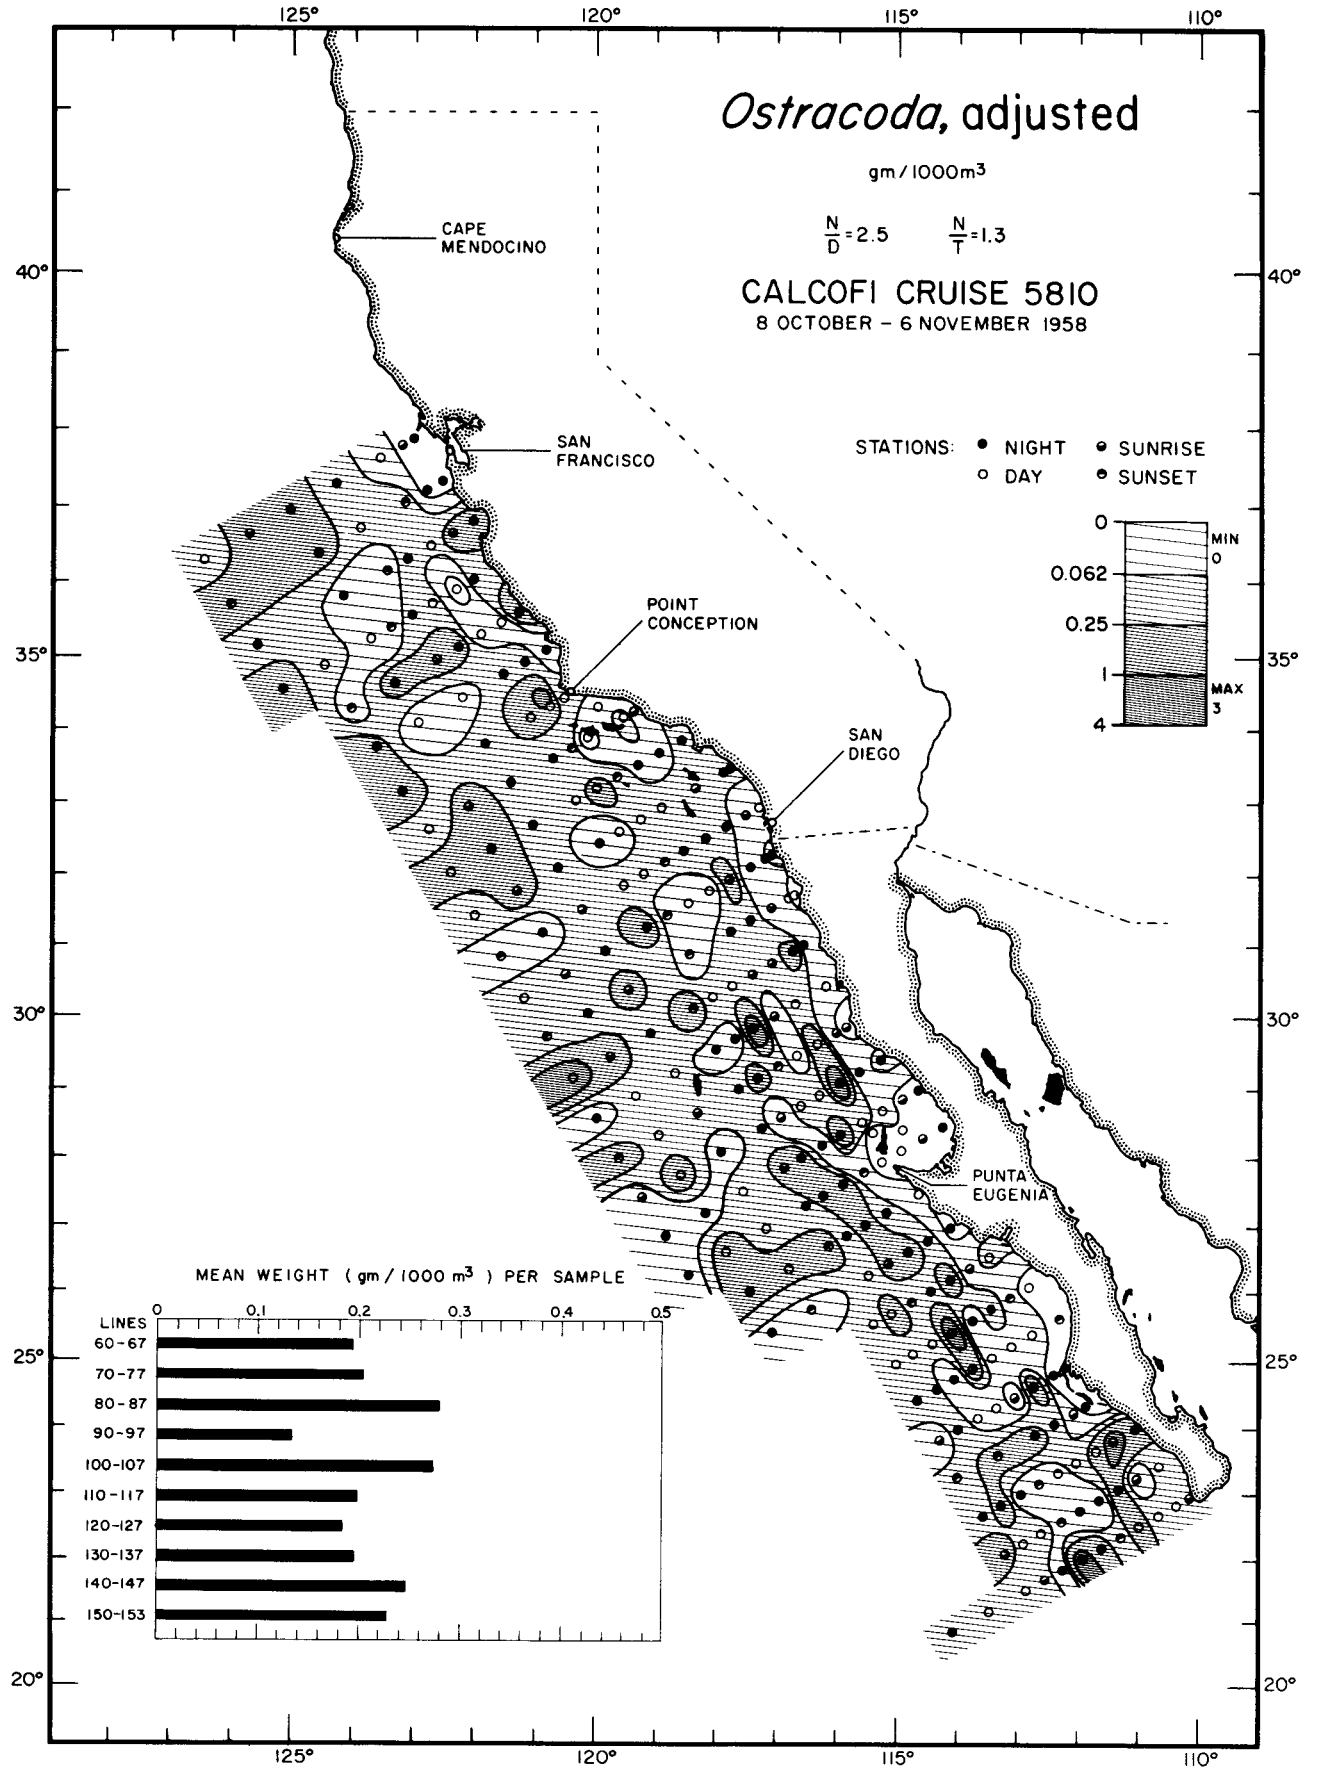 125° 120° 115° 110°
Ostracoda, adjusted
gm/1000m³
N/D=2.5 N/T=1.3
CALCOFI CRUISE 5810
8 OCTOBER – 6 NOVEMBER 1958
CAPE
MENDOCINO
40° 40°
SAN
FRANCISCO
STATIONS: ● NIGHT SUNRISE
○ DAY SUNSET
0
MIN
0
0.062
0.25
1
MAX
3
4
POINT
CONCEPTION
35° 35°
SAN
DIEGO
30° 30°
PUNTA
EUGENIA
MEAN WEIGHT (gm/1000 m³) PER SAMPLE
0 0.1 0.2 0.3 0.4 0.5
LINES
60-67
70-77
80-87
90-97
100-107
110-117
120-127
130-137
140-147
150-153
25° 25°
20° 20°
125° 120° 115° 110°